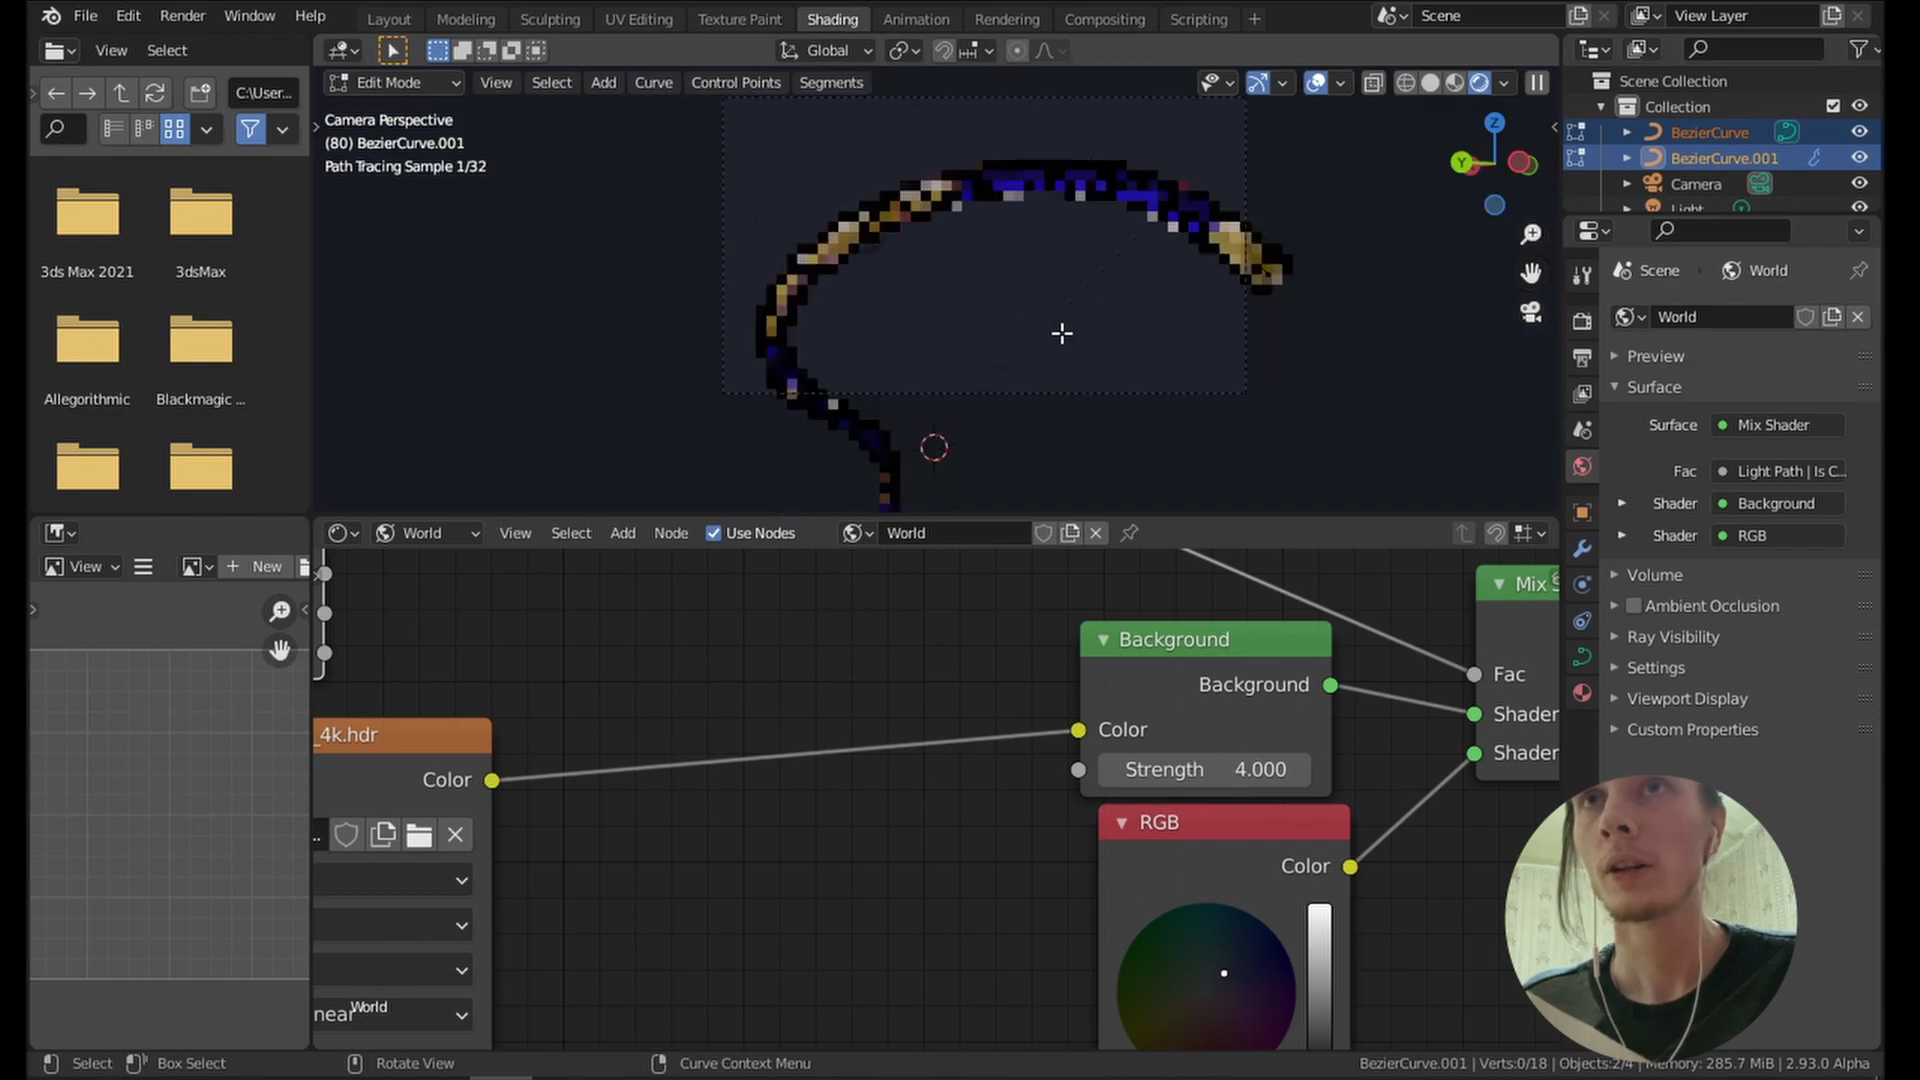 File Edit Render Window Help Layout Modeling Sculpting UV Editing Texture Paint Shading Animation Rendering Compositing Scripting + Scene View Layer
View Select Global
C:\User... Edit Mode View Select Add Curve Control Points Segments
Camera Perspective
(80) BezierCurve.001
Path Tracing Sample 1/32
Z
Y
Scene Collection
Collection
BezierCurve
BezierCurve.001
Camera
Light
3ds Max 2021 3dsMax
Allegorithmic Blackmagic ...
Scene World
World
Preview
Surface
Surface Mix Shader
Fac Light Path | Is C...
Shader Background
Shader RGB
Volume
Ambient Occlusion
Ray Visibility
Settings
Viewport Display
Custom Properties
World View Select Add Node Use Nodes World
View + New
Mix S
Background
Background
Fac
Shader
Shader
Color
Strength 4.000
_4k.hdr
Color
..
RGB
Color
near
World
Select Box Select Rotate View Curve Context Menu BezierCurve.001 | Verts:0/18 | Objects:2/4 | Memory: 285.7 MiB | 2.93.0 Alpha